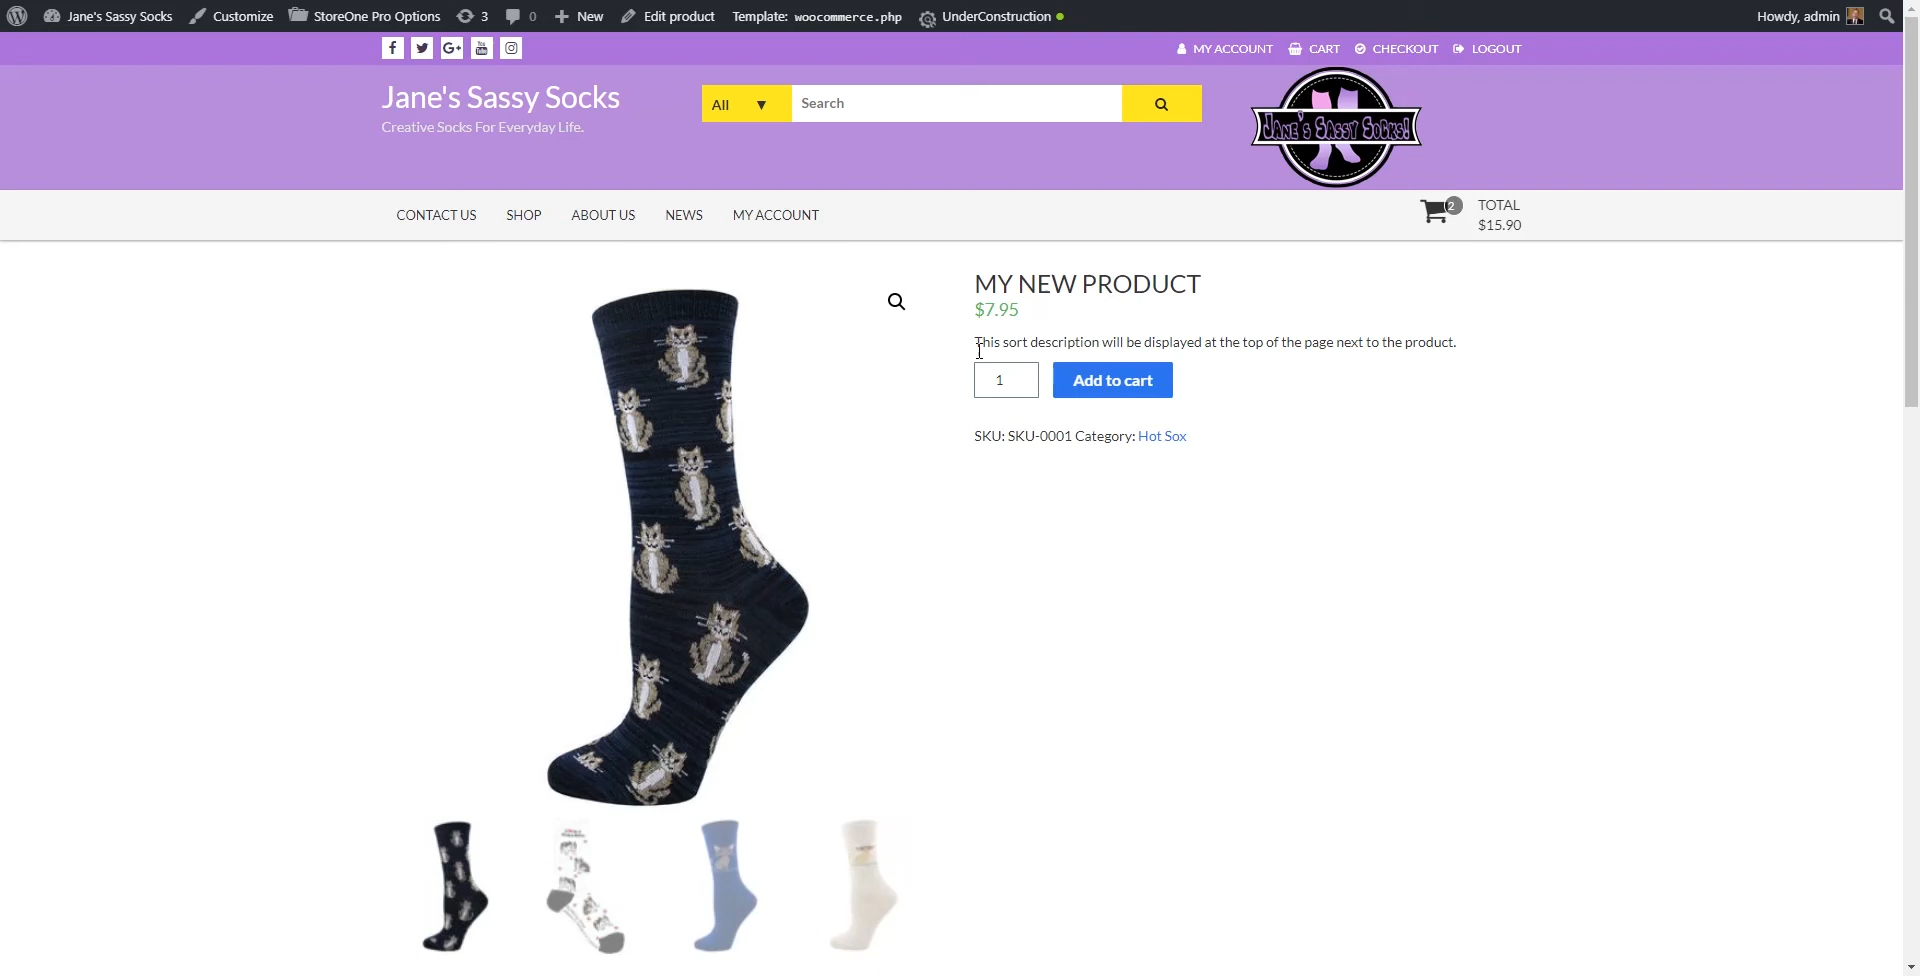 Jane's Sassy Socks Customize StoreOne Pro Options 3 0 New Edit product Template: woocommerce.php UnderConstruction Howdy, admin
f G+ You Tube MY ACCOUNT CART CHECKOUT LOGOUT
Jane's Sassy Socks
Creative Socks For Everyday Life.
All ▼ Search
JANE'S SASSY SOCKS!
CONTACT US SHOP ABOUT US NEWS MY ACCOUNT
2 TOTAL
$15.90
MY NEW PRODUCT
$7.95
This sort description will be displayed at the top of the page next to the product.
1 Add to cart
SKU: SKU-0001 Category: Hot Sox